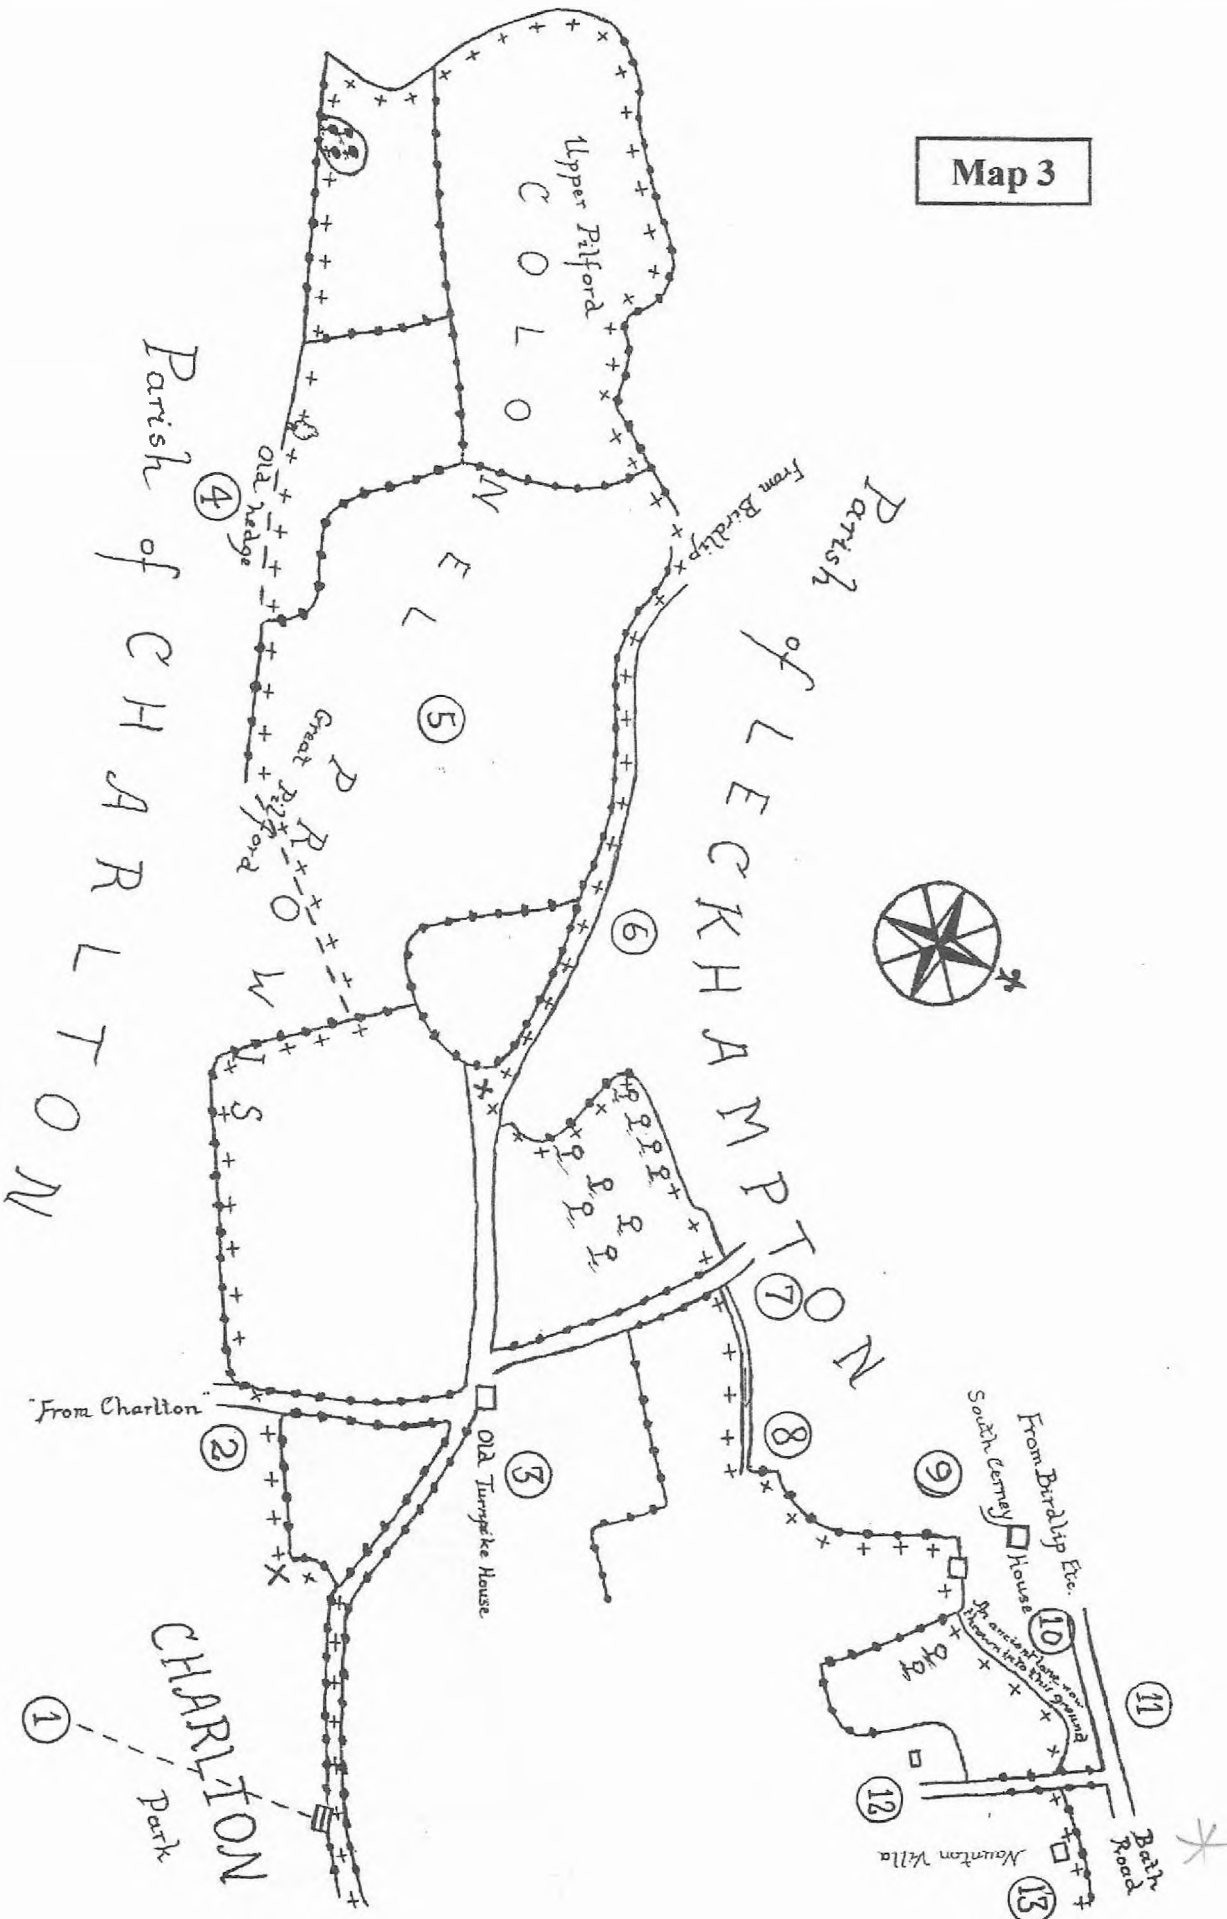 Map 3
Upper Pilford
COLONEL
PROWJS
Parish of CHARLTON
Parish of LECKHAMPTON
From Birdlip
Old hedge
4
5
Great Pilford
6
7
8
9
"From Charlton"
2
3
Old Turnpike House
South Cerney House
From Birdlip Etc.
10
An ancient lane now
thrown into this ground
11
12
Bath
Road
Naunton Villa
13
CHARLTON
Park
1